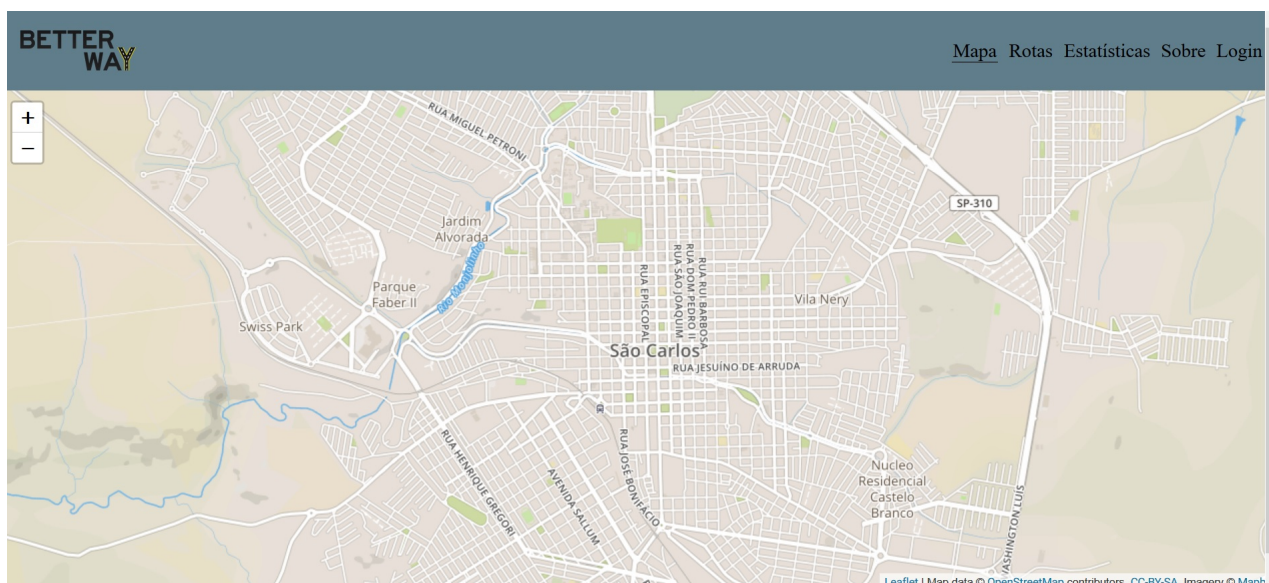 BETTER
WAY
Mapa Rotas Estatísticas Sobre Login
+
−
RUA MIGUEL PETRONI
SP-310
Jardim
Alvorada
Rio Monjolinho
Parque
Faber II
Swiss Park
RUA EPISCOPAL
RUA SÃO JOAQUIM
RUA DOM PEDRO II
RUA RUI BARBOSA
Vila Nery
São Carlos
RUA JESUÍNO DE ARRUDA
RUA HENRIQUE GREGORI
AVENIDA SALLUM
RUA JOSÉ BONIFÁCIO
Nucleo
Residencial
Castelo
Branco
WASHINGTON LUIS
Leaflet | Map data © OpenStreetMap contributors, CC-BY-SA, Imagery © Mapb